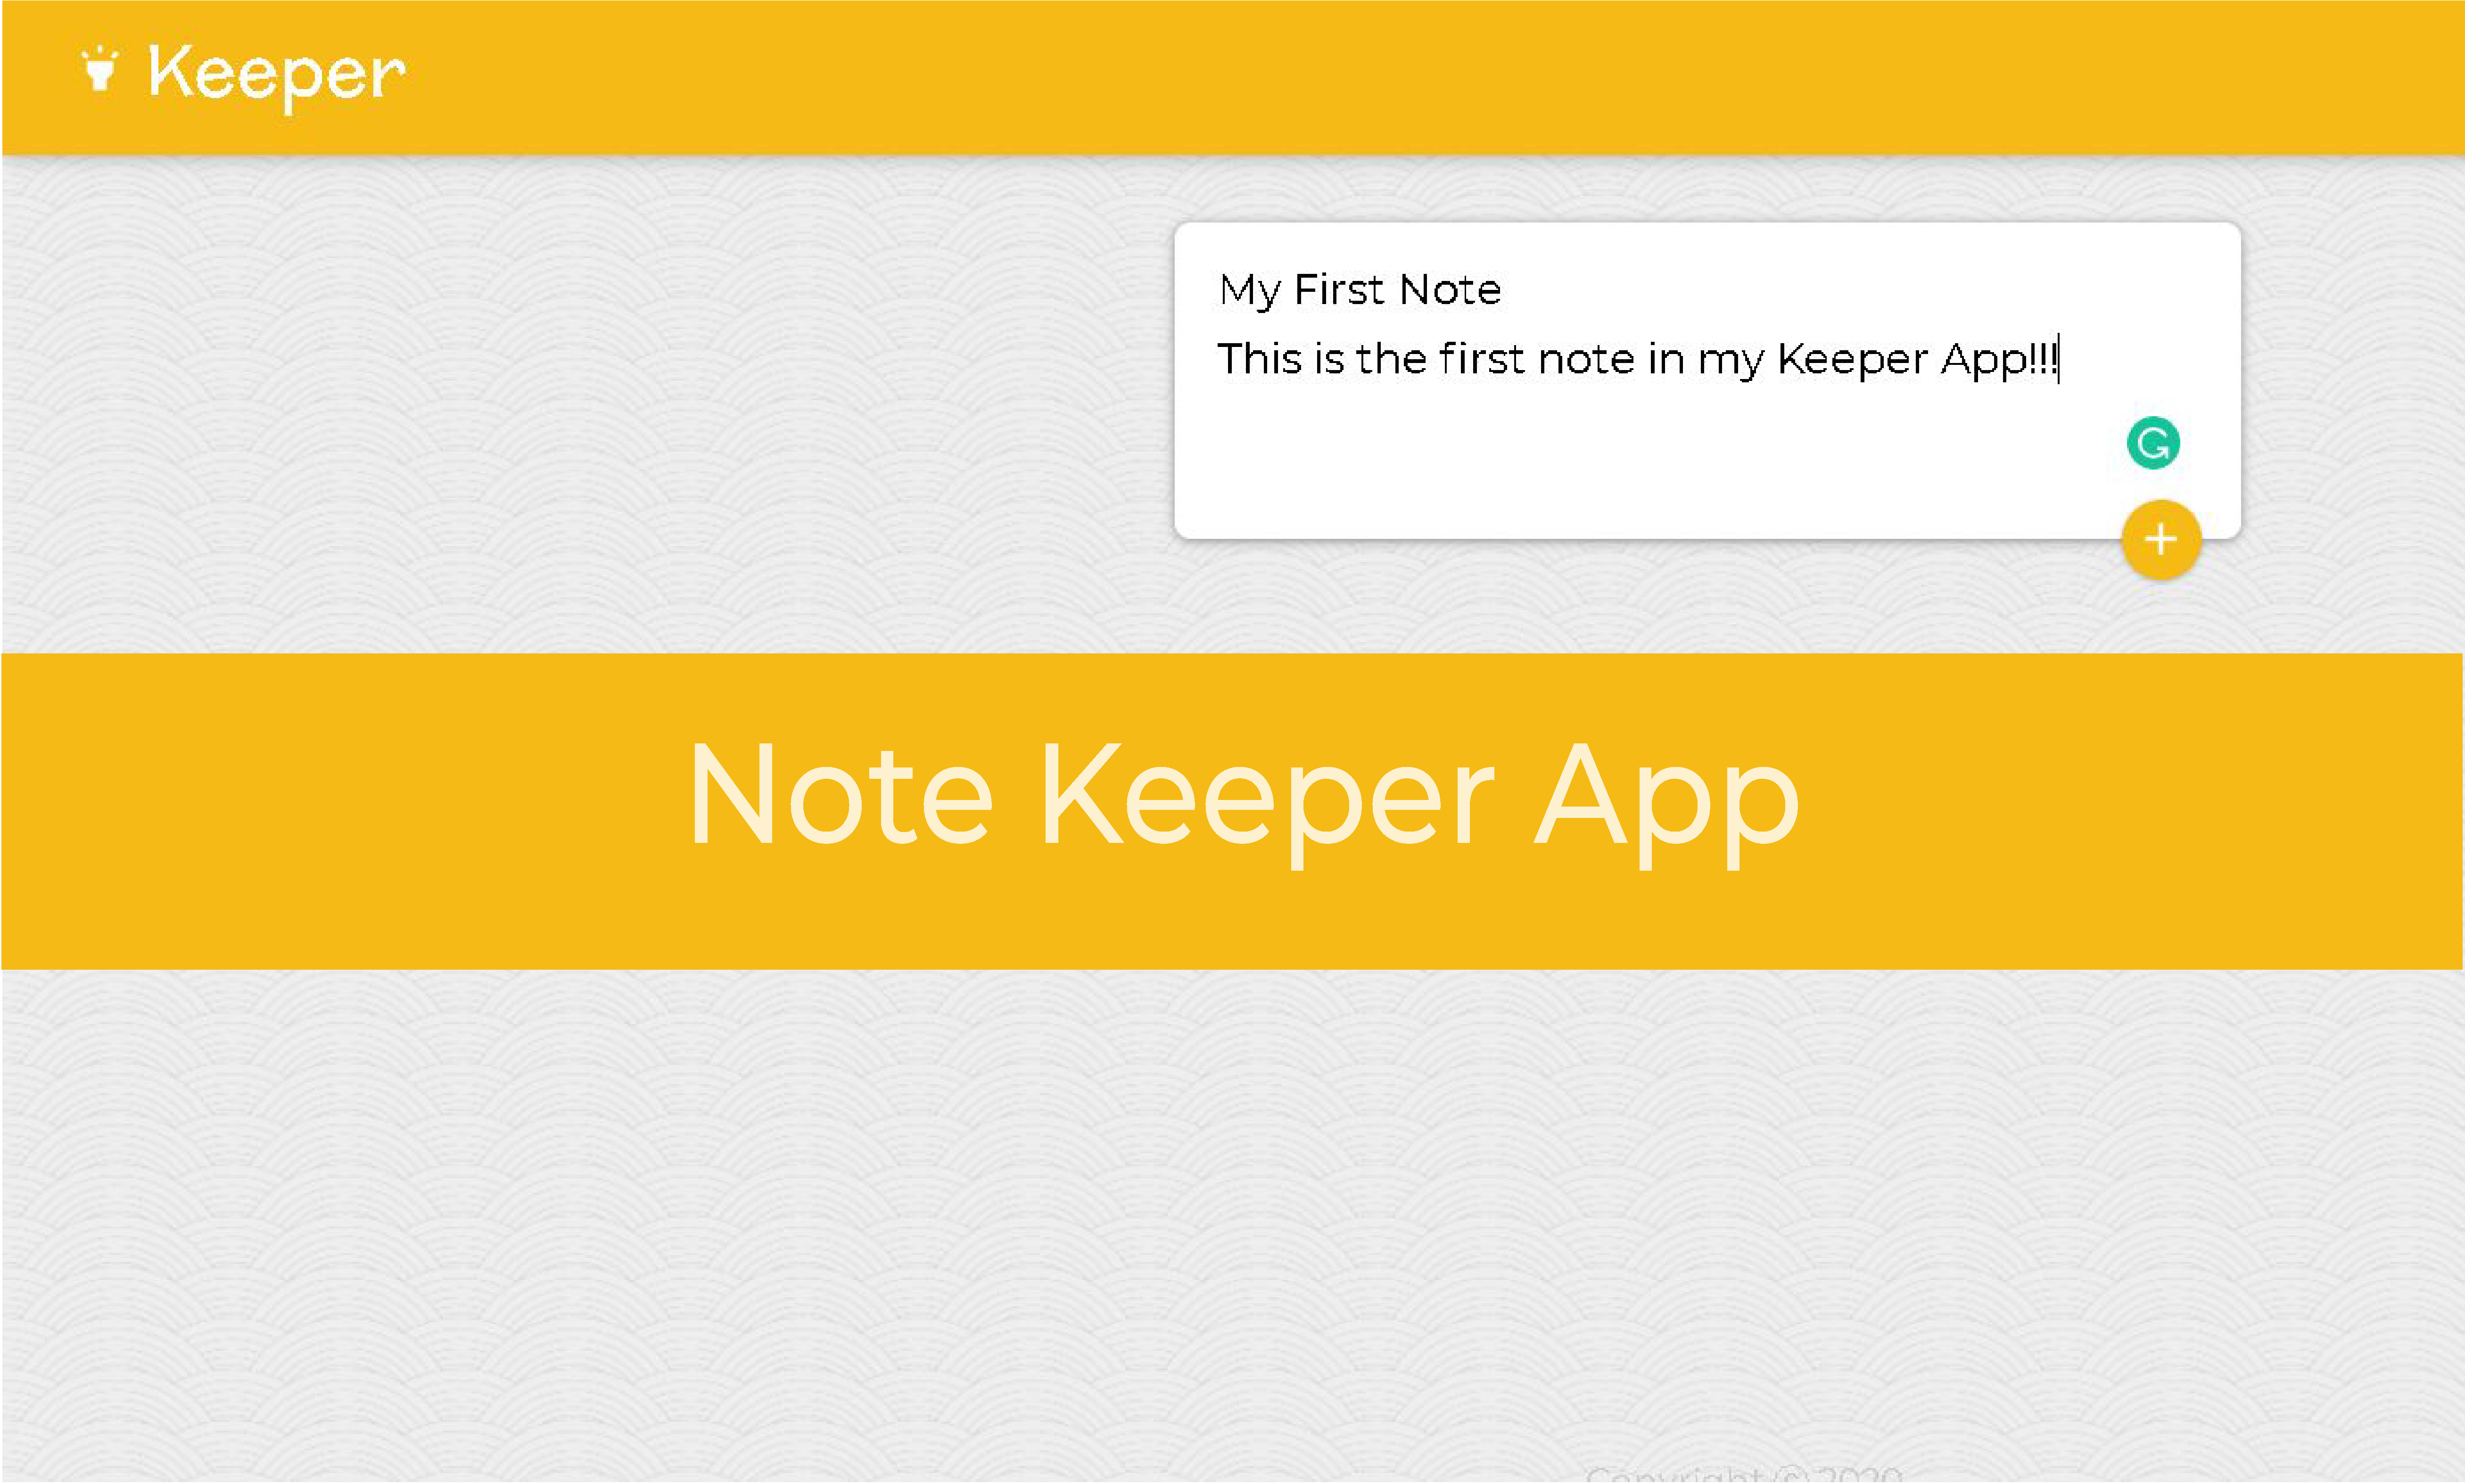 Keeper
My First Note
This is the first note in my Keeper App!!!
Note Keeper App
Copyright © 2020